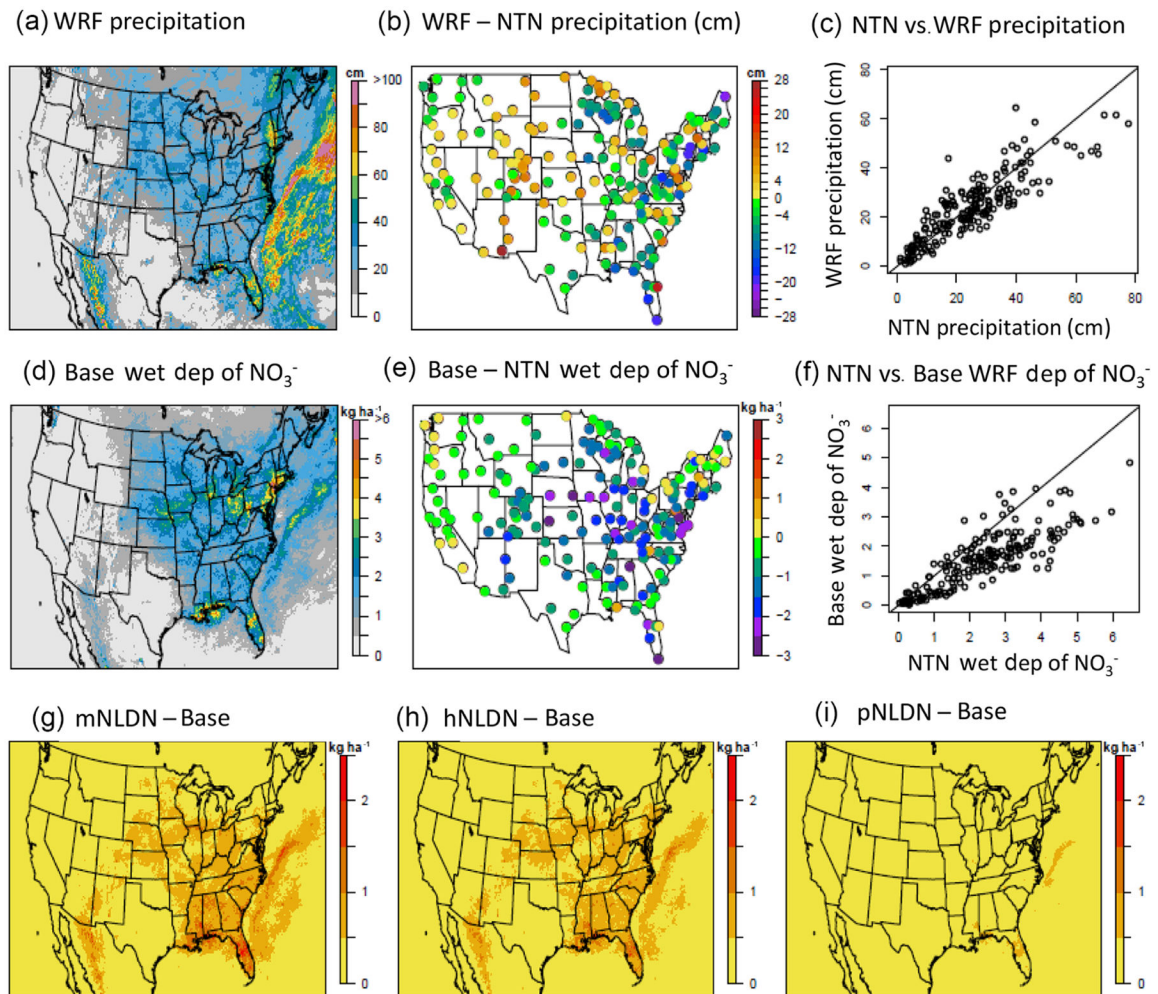 (a) WRF precipitation
(b) WRF – NTN precipitation (cm)
(c) NTN vs. WRF precipitation
cm
>100
80
60
40
20
0
cm
28
20
12
4
0
−4
−12
−20
−28
WRF precipitation (cm)
80
60
40
20
0
0 20 40 60 80
NTN precipitation (cm)
(d) Base wet dep of NO₃⁻
(e) Base – NTN wet dep of NO₃⁻
(f) NTN vs. Base WRF dep of NO₃⁻
kg ha⁻¹
>6
5
4
3
2
1
0
kg ha⁻¹
3
2
1
0
−1
−2
−3
Base wet dep of NO₃⁻
6
5
4
3
2
1
0
0 1 2 3 4 5 6
NTN wet dep of NO₃⁻
(g) mNLDN – Base
(h) hNLDN – Base
(i) pNLDN – Base
kg ha⁻¹
2
1
0
kg ha⁻¹
2
1
0
kg ha⁻¹
2
1
0